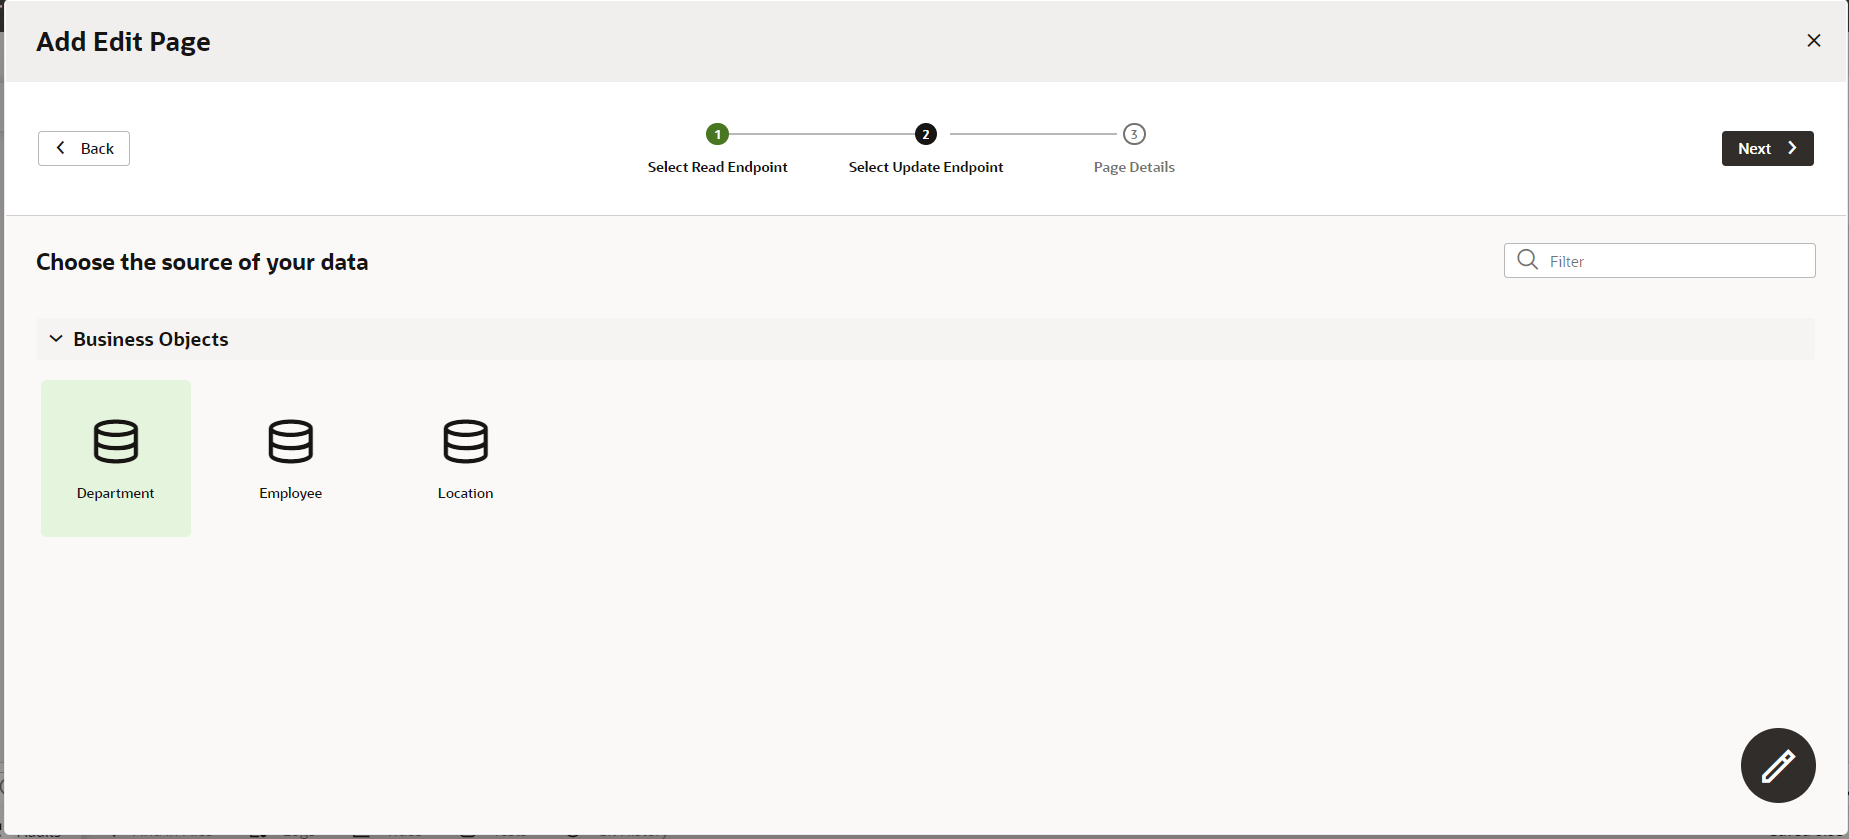 Add Edit Page
Back
1
2
3
Select Read Endpoint
Select Update Endpoint
Page Details
Next
Choose the source of your data
Filter
Business Objects
Department
Employee
Location